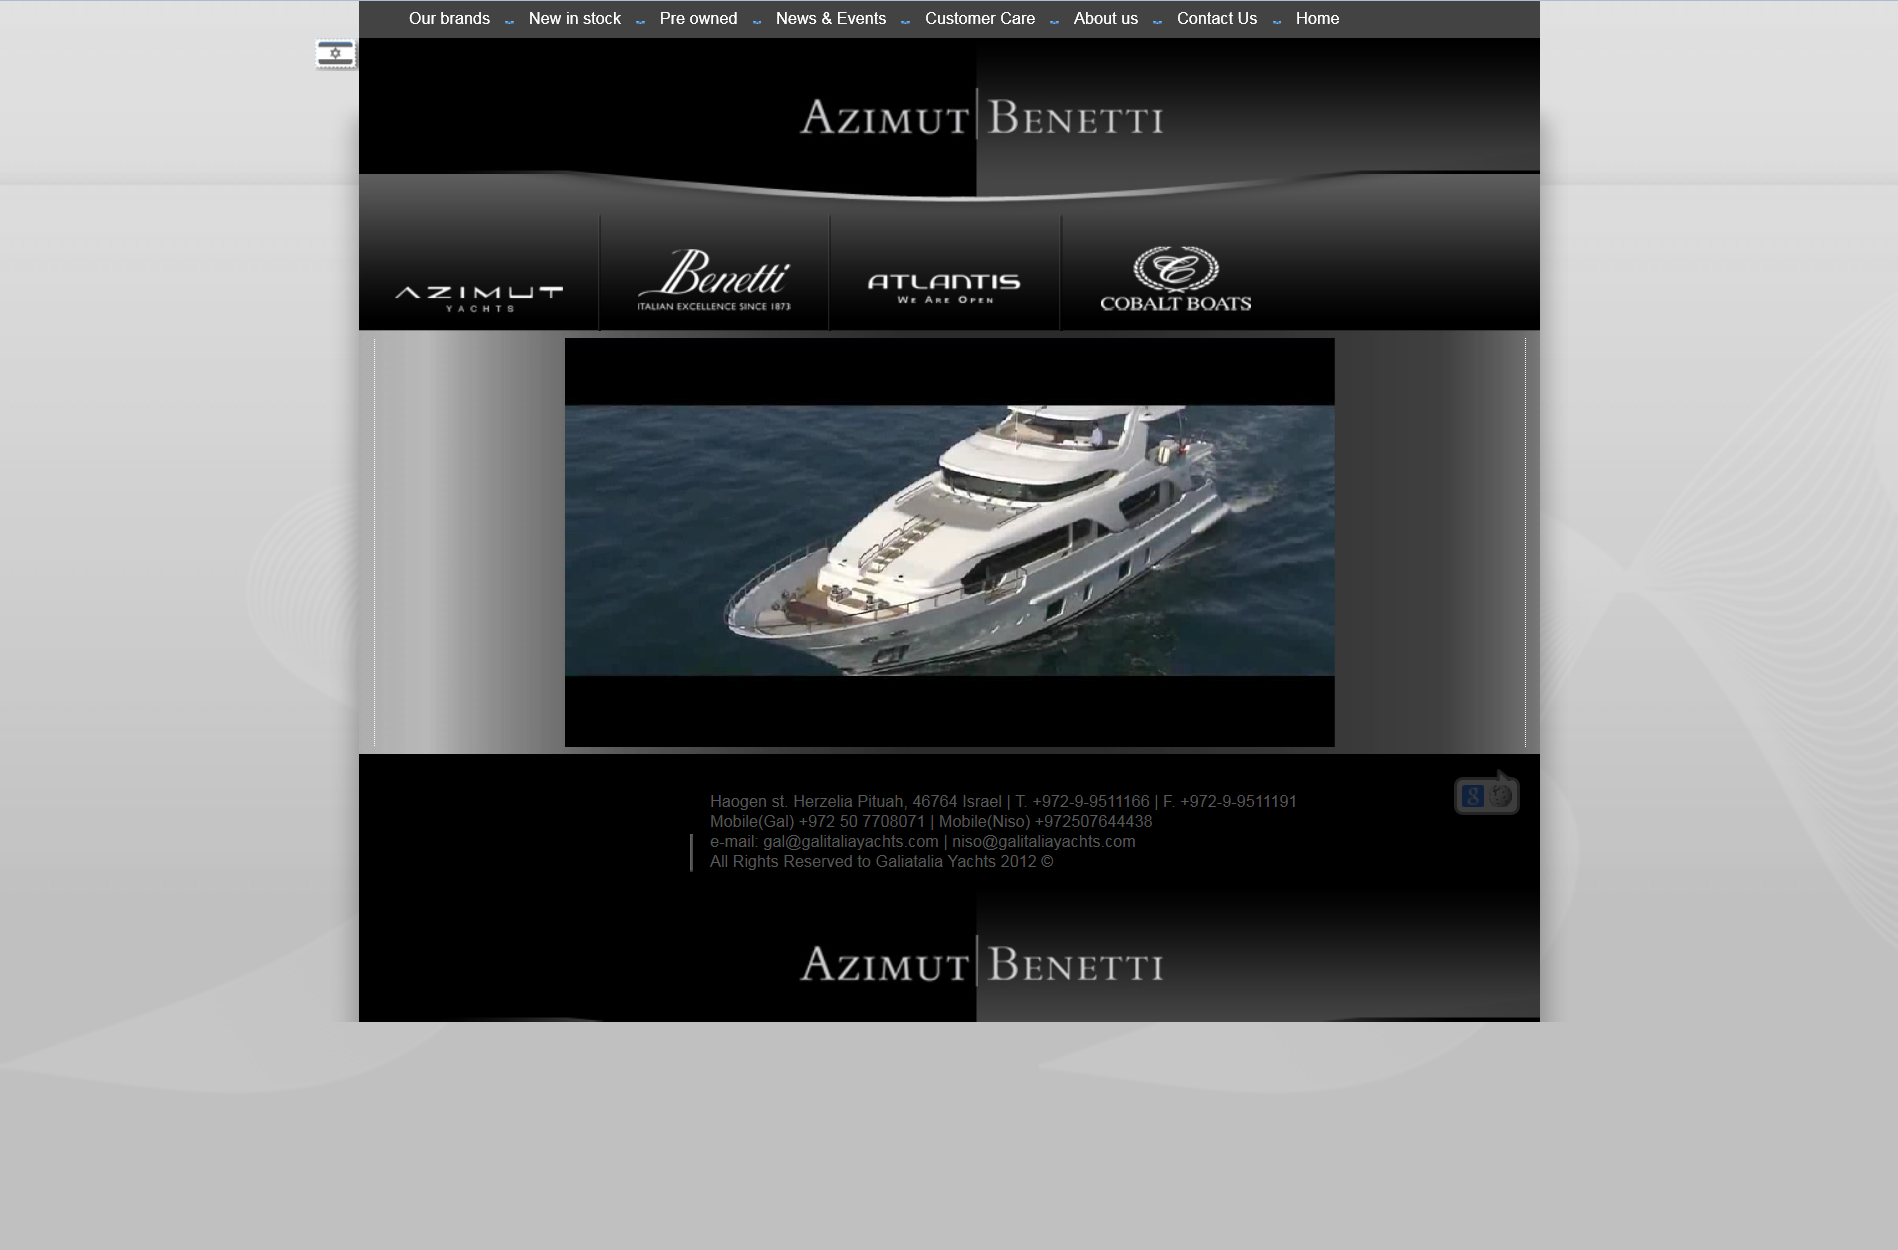 Our brands New in stock Pre owned News & Events Customer Care About us Contact Us Home
AZIMUT BENETTI
AZIMUT
YACHTS
Benetti
ITALIAN EXCELLENCE SINCE 1873
ATLANTIS
WE ARE OPEN
C
COBALT BOATS
Haogen st. Herzelia Pituah, 46764 Israel | T. +972-9-9511166 | F. +972-9-9511191
Mobile(Gal) +972 50 7708071 | Mobile(Niso) +972507644438
e-mail: gal@galitaliayachts.com | niso@galitaliayachts.com
All Rights Reserved to Galiatalia Yachts 2012 ©
g
AZIMUT BENETTI